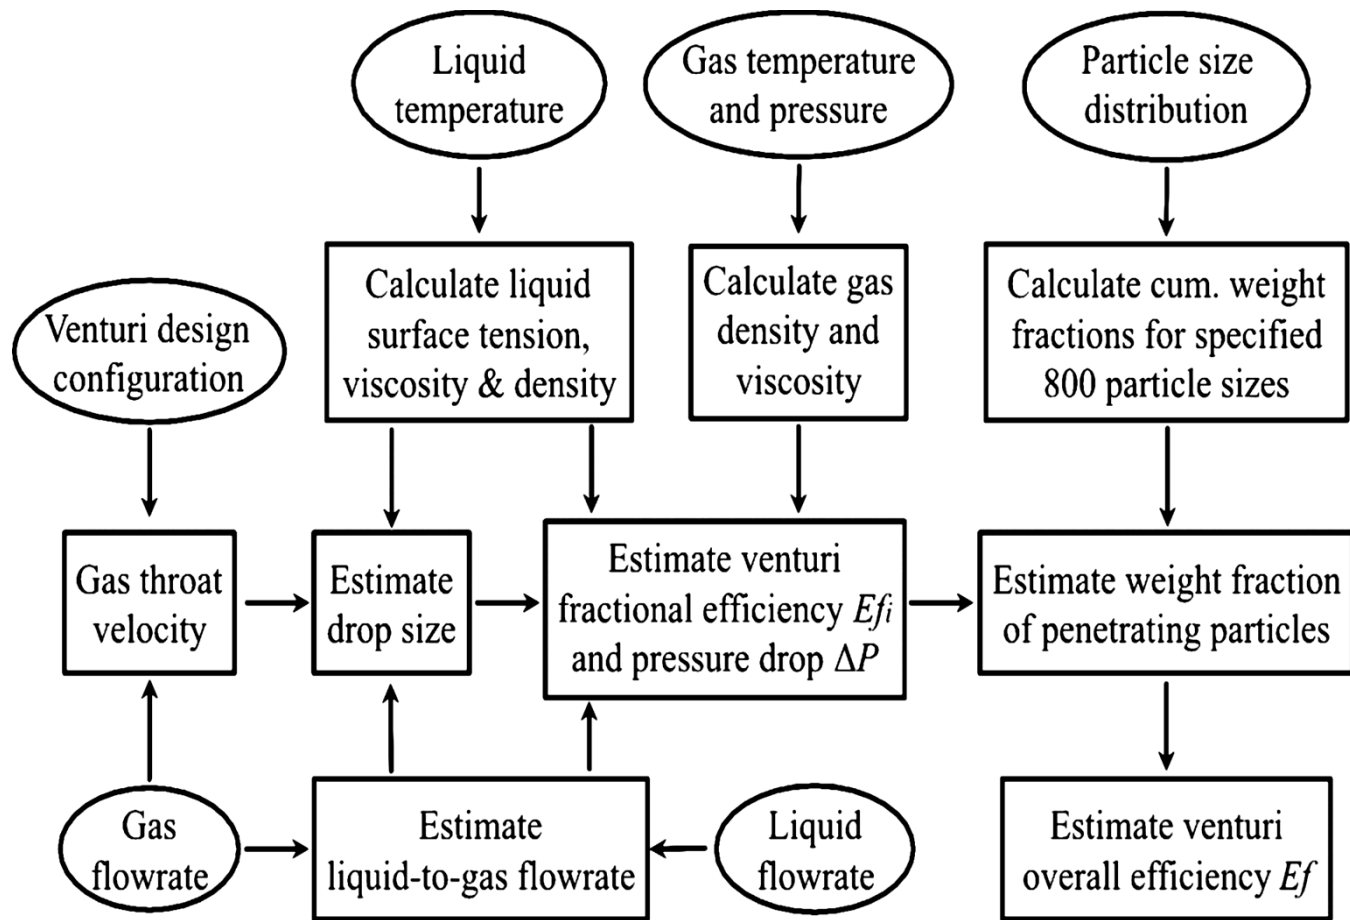 Liquid
temperature
Gas temperature
and pressure
Particle size
distribution
Venturi design
configuration
Calculate liquid
surface tension,
viscosity & density
Calculate gas
density and
viscosity
Calculate cum. weight
fractions for specified
800 particle sizes
Gas throat
velocity
Estimate
drop size
Estimate venturi
fractional efficiency Efi
and pressure drop ΔP
Estimate weight fraction
of penetrating particles
Gas
flowrate
Estimate
liquid-to-gas flowrate
Liquid
flowrate
Estimate venturi
overall efficiency Ef